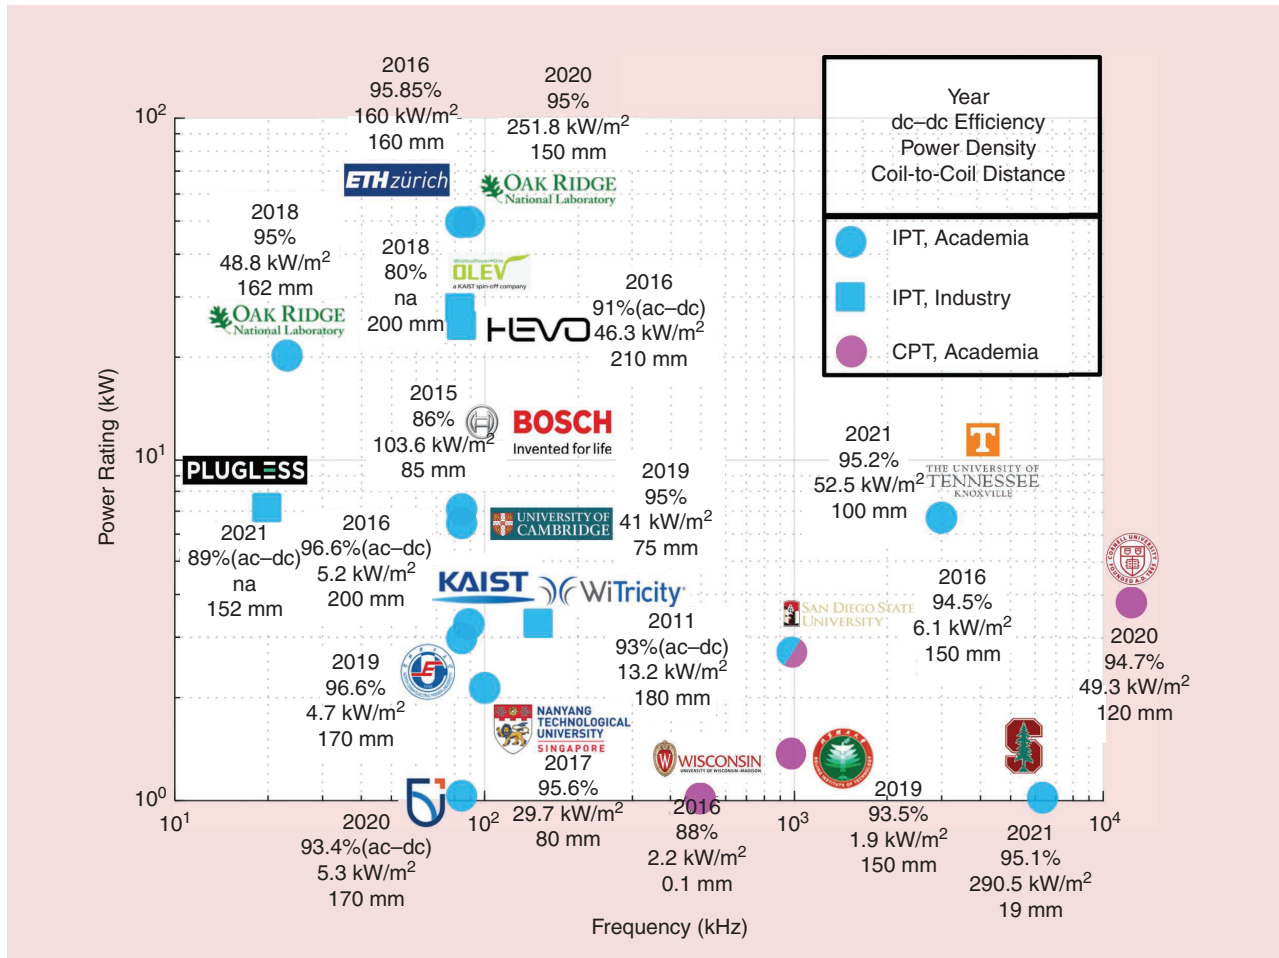 2016
95.85%
160 kW/m2
160 mm
ETH zürich
2020
95%
251.8 kW/m2
150 mm
OAK RIDGE
National Laboratory
Year
dc–dc Efficiency
Power Density
Coil-to-Coil Distance
IPT, Academia
IPT, Industry
CPT, Academia
2018
95%
48.8 kW/m2
162 mm
OAK RIDGE
National Laboratory
2018
80%
na
200 mm
OLEV
a KAIST spin-off company
HEVO
2016
91%(ac–dc)
46.3 kW/m2
210 mm
2015
86%
103.6 kW/m2
85 mm
BOSCH
Invented for life
PLUGLESS
2021
89%(ac–dc)
na
152 mm
2016
96.6%(ac–dc)
5.2 kW/m2
200 mm
UNIVERSITY OF
CAMBRIDGE
2019
95%
41 kW/m2
75 mm
2021
95.2%
52.5 kW/m2
100 mm
T
THE UNIVERSITY OF
TENNESSEE
KNOXVILLE
KAIST
WiTricity
2011
93%(ac–dc)
13.2 kW/m2
180 mm
SAN DIEGO STATE
UNIVERSITY
2016
94.5%
6.1 kW/m2
150 mm
CORNELL UNIVERSITY
FOUNDED A.D. 1865
2020
94.7%
49.3 kW/m2
120 mm
2019
96.6%
4.7 kW/m2
170 mm
NANYANG
TECHNOLOGICAL
UNIVERSITY
SINGAPORE
2017
95.6%
29.7 kW/m2
80 mm
W
WISCONSIN
UNIVERSITY OF WISCONSIN–MADISON
2016
88%
2.2 kW/m2
0.1 mm
2019
93.5%
1.9 kW/m2
150 mm
S
2021
95.1%
290.5 kW/m2
19 mm
2020
93.4%(ac–dc)
5.3 kW/m2
170 mm
Power Rating (kW)
102
101
100
101
102
103
104
Frequency (kHz)